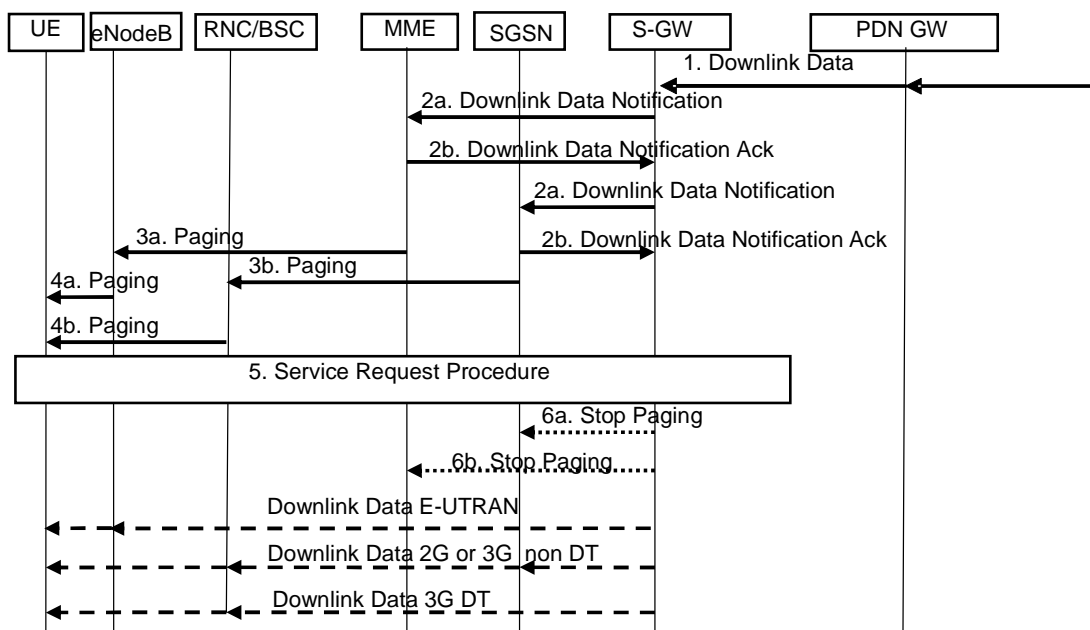 UE
eNodeB
RNC/BSC
MME
SGSN
S-GW
PDN GW
1. Downlink Data
2a. Downlink Data Notification
2b. Downlink Data Notification Ack
2a. Downlink Data Notification
3a. Paging
2b. Downlink Data Notification Ack
3b. Paging
4a. Paging
4b. Paging
5. Service Request Procedure
6a. Stop Paging
6b. Stop Paging
Downlink Data E-UTRAN
Downlink Data 2G or 3G non DT
Downlink Data 3G DT